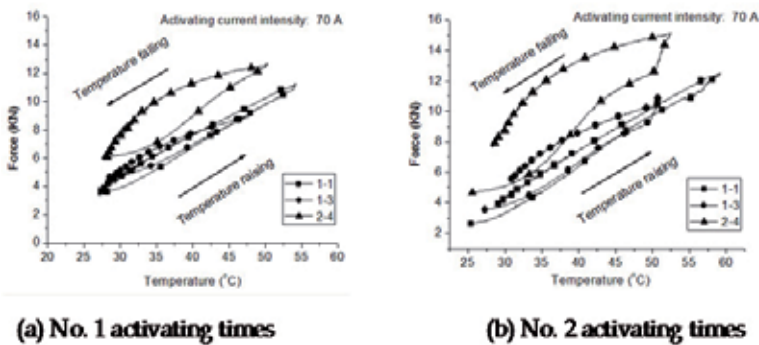 Activating current intensity: 70 A
16
14
12
10
8
6
4
2
0
Force (KN)
Temperature falling
Temperature raising
1-1
1-3
2-4
20 25 30 35 40 45 50 55 60
Temperature (°C)
(a) No. 1 activating times
Activating current intensity: 70 A
16
14
12
10
8
6
4
2
Force (KN)
Temperature falling
Temperature raising
1-1
1-3
2-4
25 30 35 40 45 50 55 60
Temperature (°C)
(b) No. 2 activating times